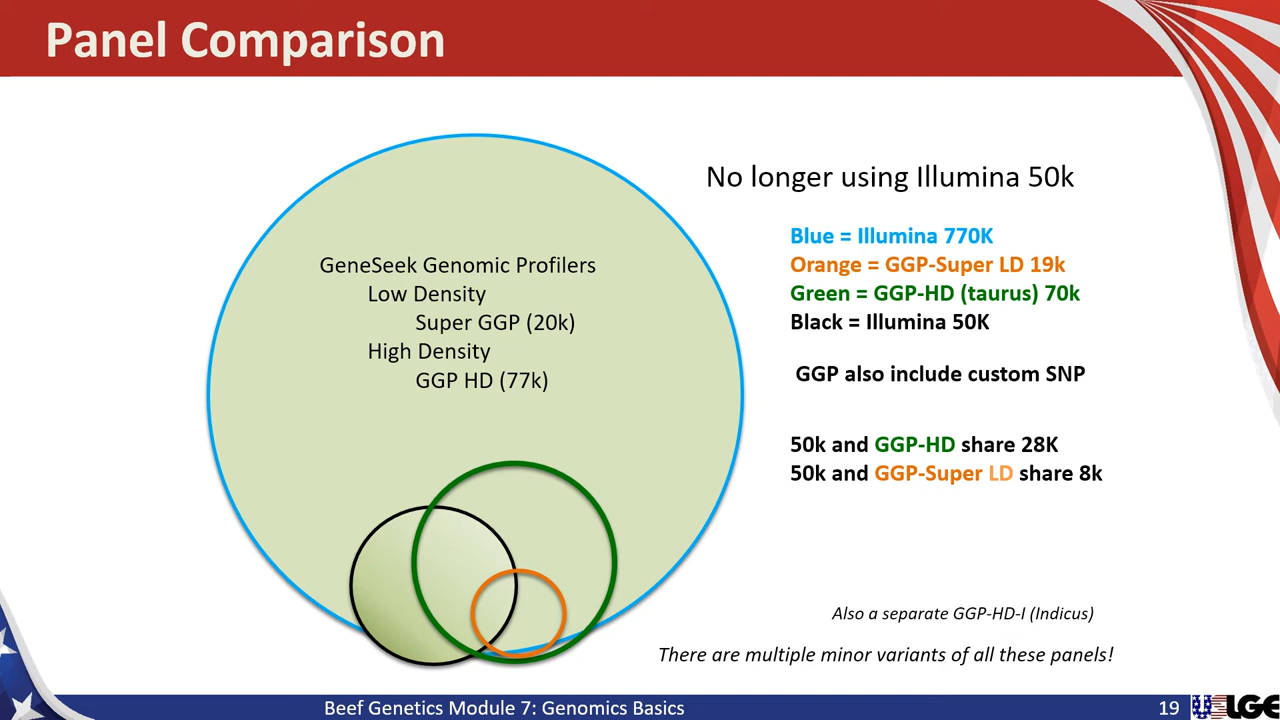 Panel Comparison
No longer using Illumina 50k
GeneSeek Genomic Profilers
Low Density
Super GGP (20k)
High Density
GGP HD (77k)
Blue = Illumina 770K
Orange = GGP-Super LD 19k
Green = GGP-HD (taurus) 70k
Black = Illumina 50K
GGP also include custom SNP
50k and GGP-HD share 28K
50k and GGP-Super LD share 8k
Also a separate GGP-HD-I (Indicus)
There are multiple minor variants of all these panels!
Beef Genetics Module 7: Genomics Basics
19
USLGE